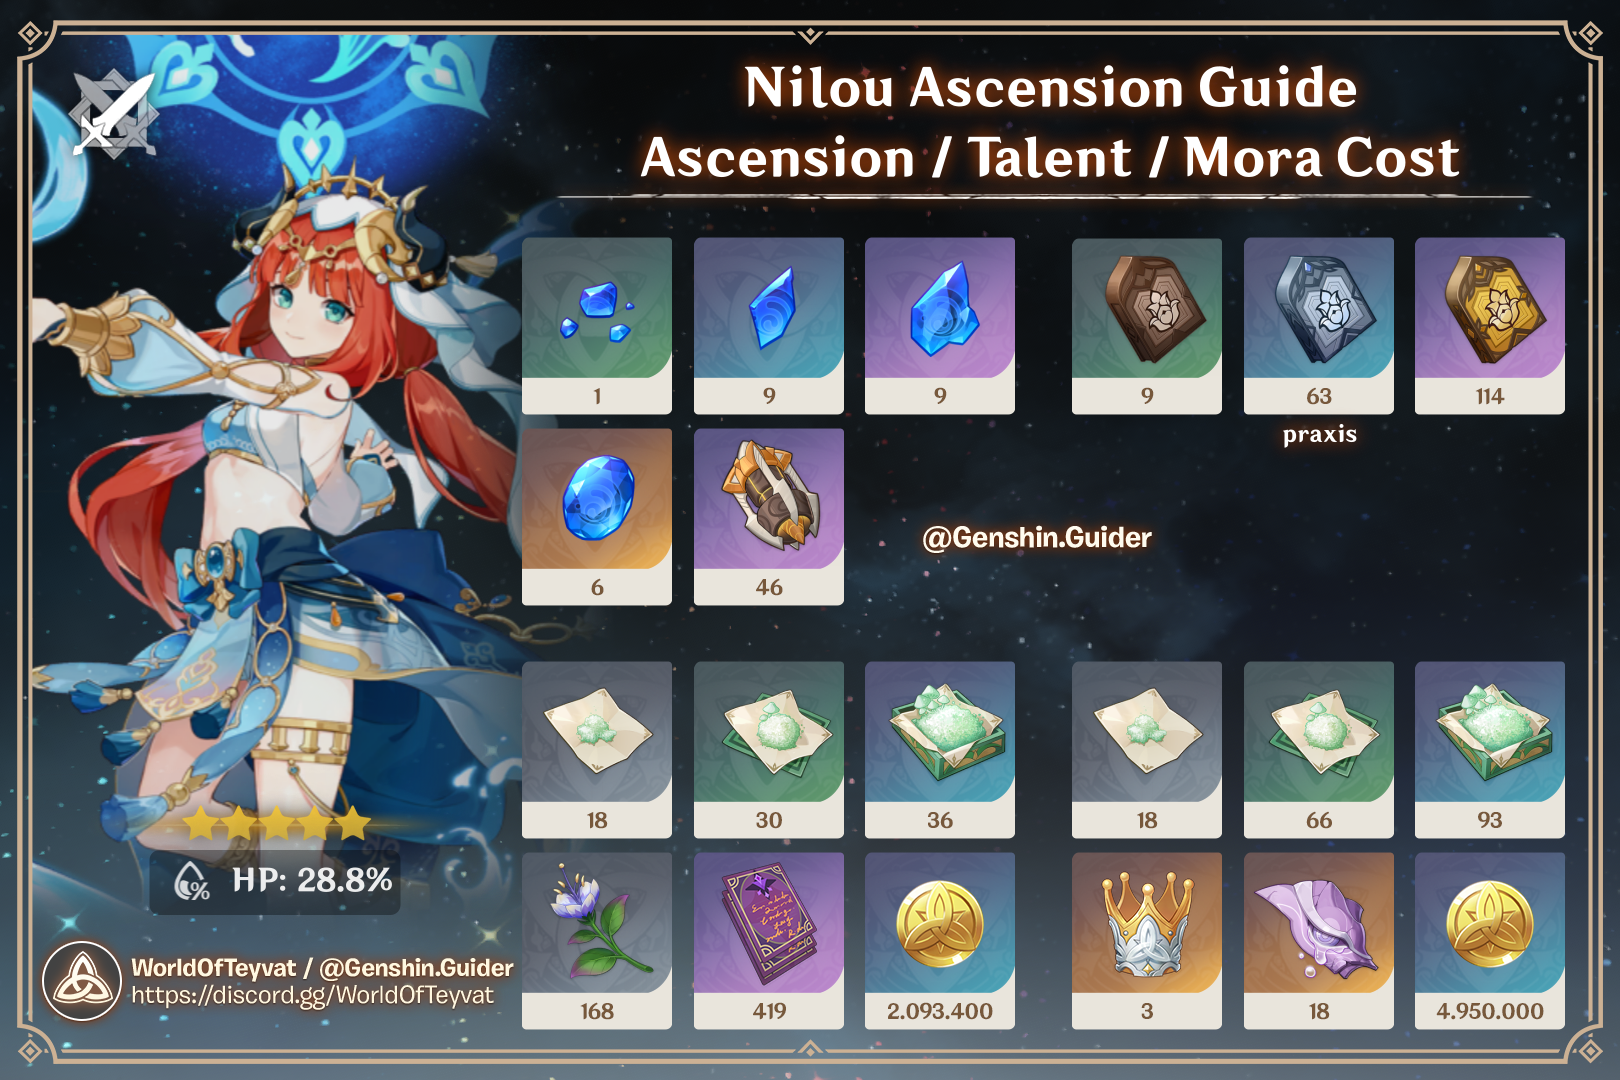 Nilou Ascension Guide
Ascension / Talent / Mora Cost
1
9
9
9
63
114
praxis
6
46
@Genshin.Guider
18
30
36
18
66
93
HP: 28.8%
168
419
2.093.400
3
18
4.950.000
WorldOfTeyvat / @Genshin.Guider
https://discord.gg/WorldOfTeyvat